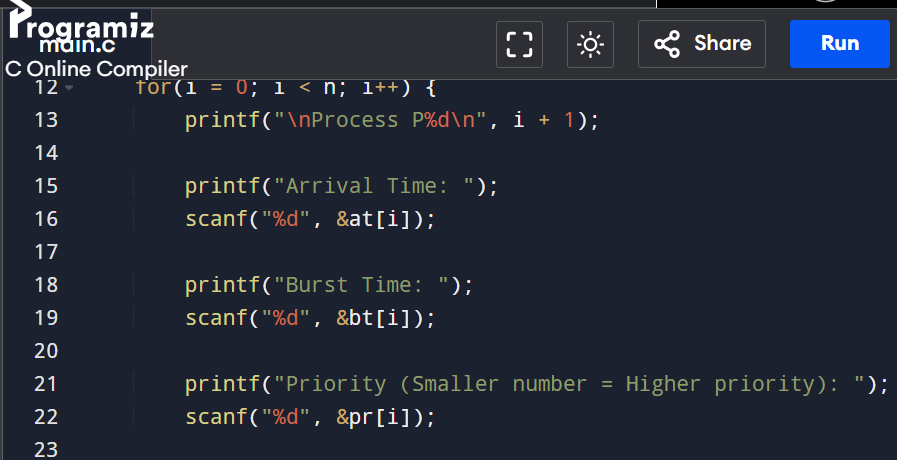 Programiz
main.c
C Online Compiler
Share
Run
12 for(i = 0; i < n; i++) {
13 printf("\nProcess P%d\n", i + 1);
14
15 printf("Arrival Time: ");
16 scanf("%d", &at[i]);
17
18 printf("Burst Time: ");
19 scanf("%d", &bt[i]);
20
21 printf("Priority (Smaller number = Higher priority): ");
22 scanf("%d", &pr[i]);
23